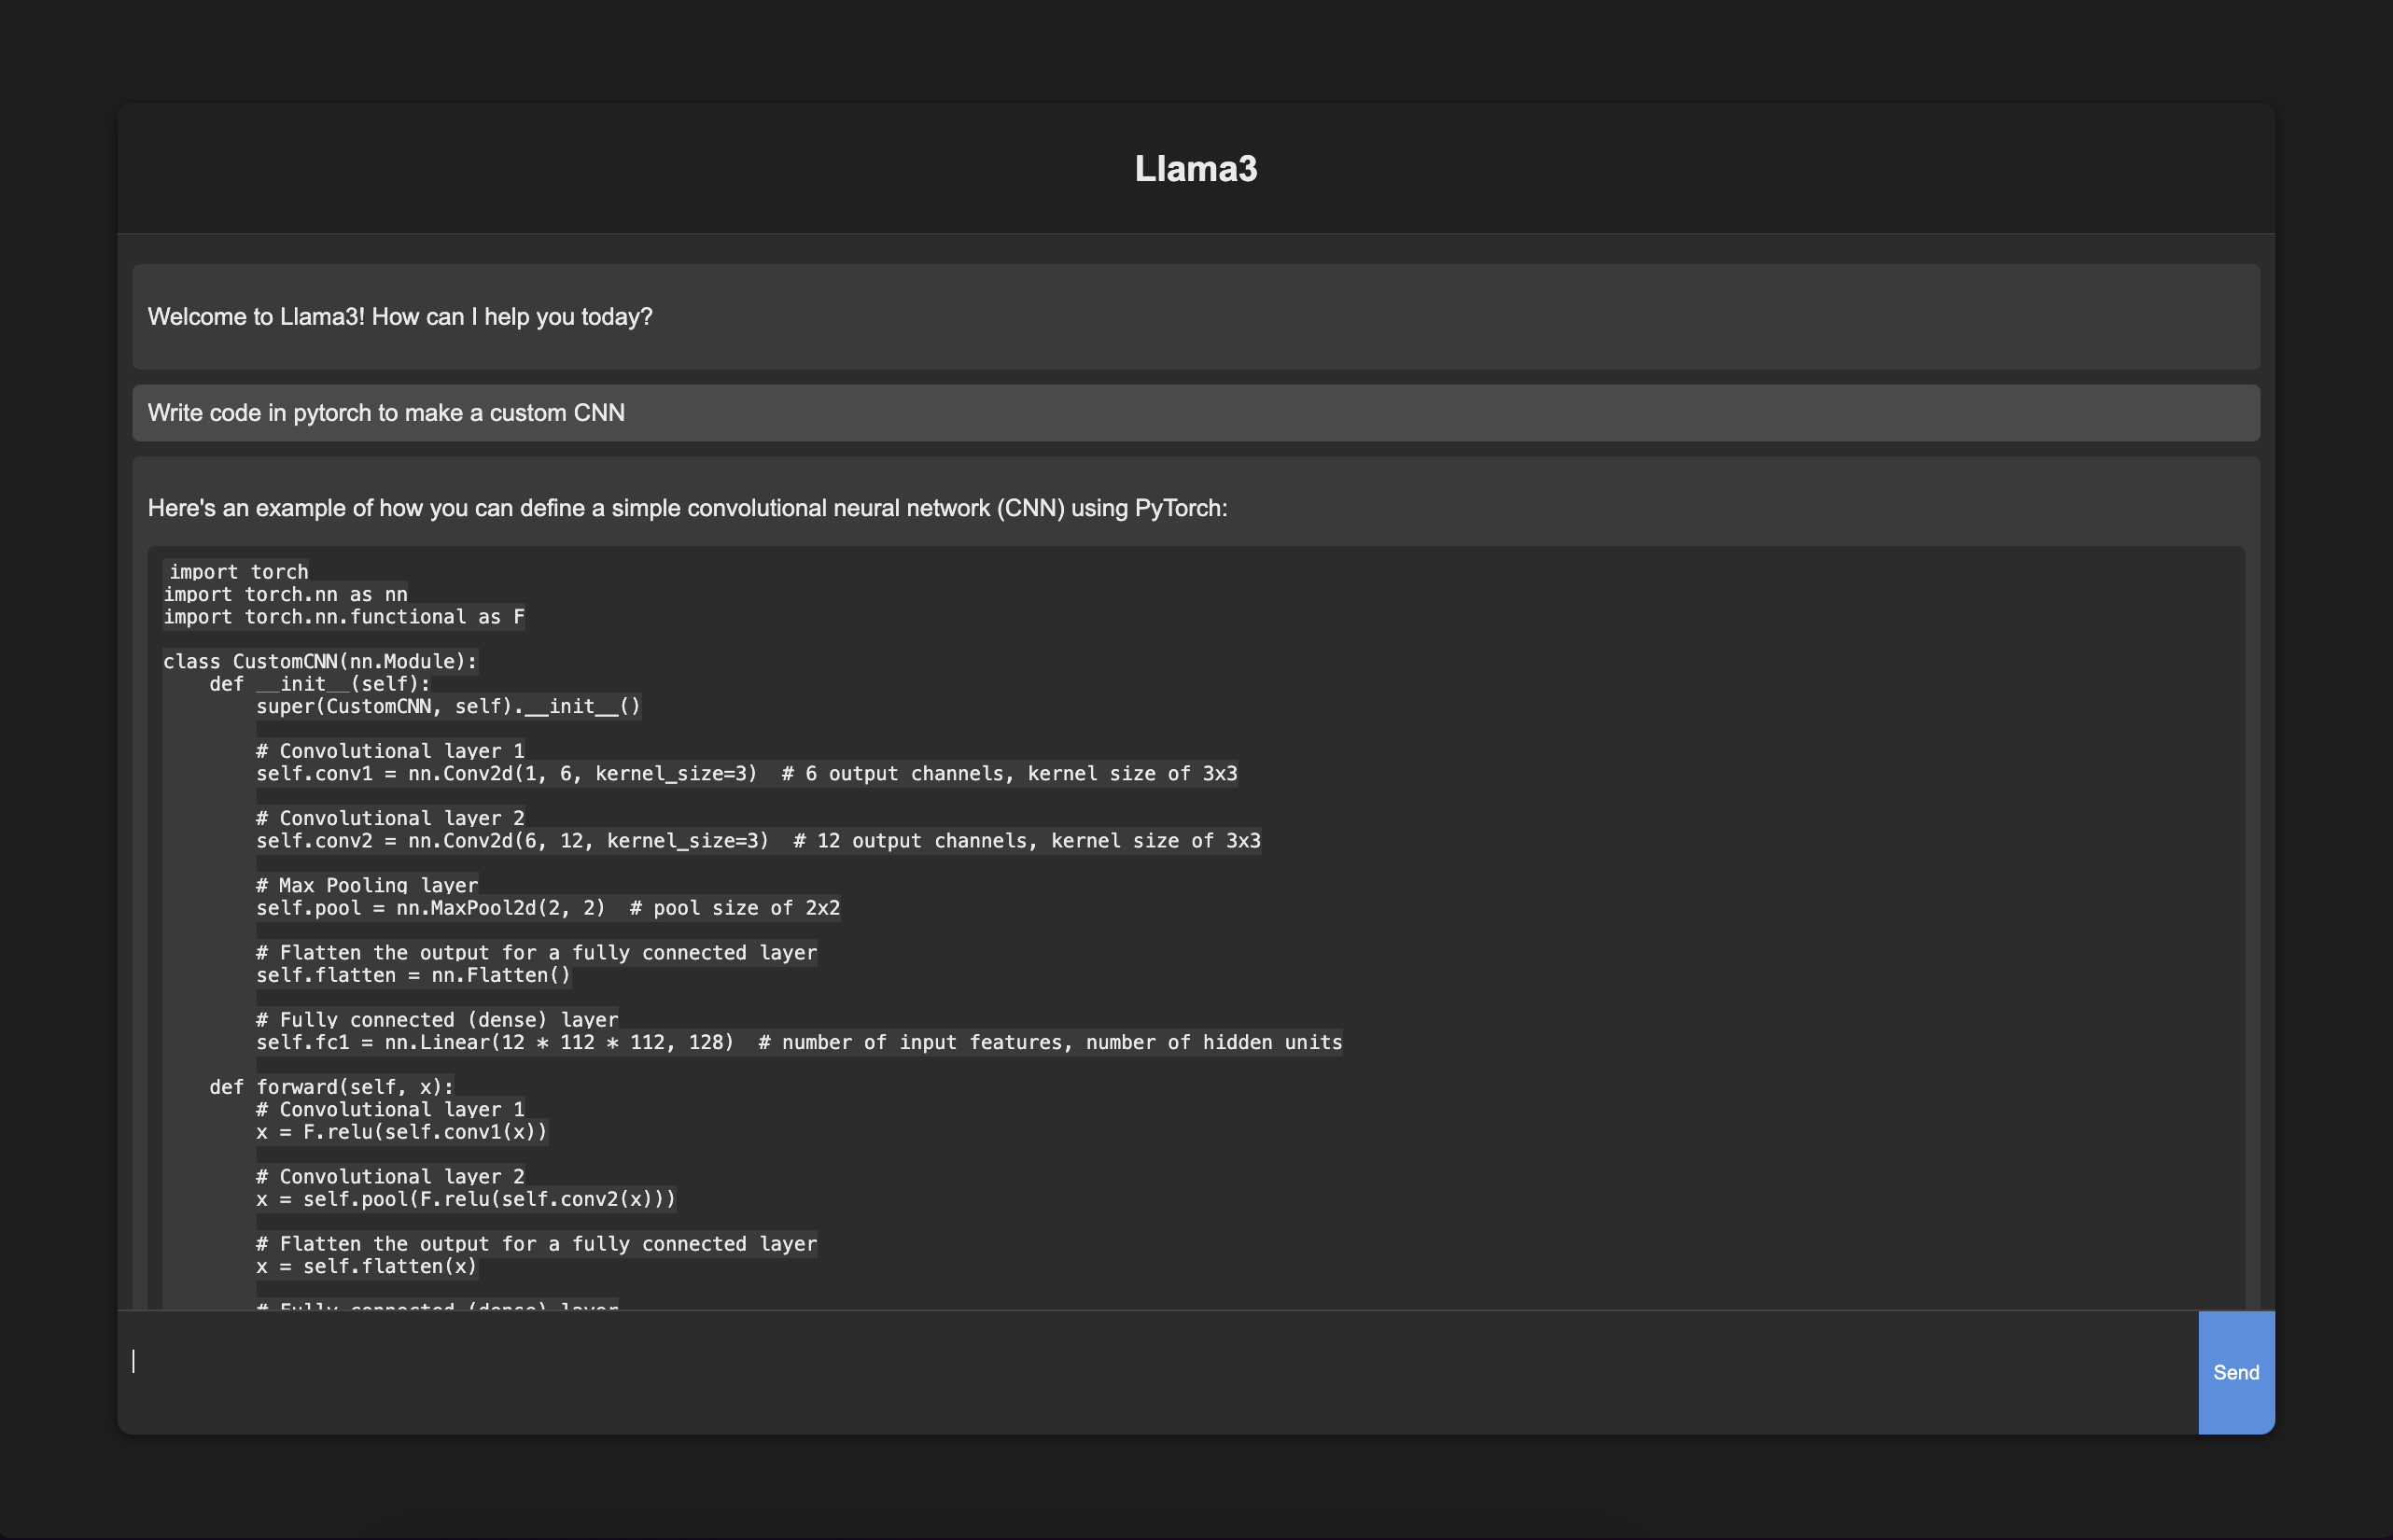 Llama3
Welcome to Llama3! How can I help you today?
Write code in pytorch to make a custom CNN
Here's an example of how you can define a simple convolutional neural network (CNN) using PyTorch:
import torch
import torch.nn as nn
import torch.nn.functional as F
class CustomCNN(nn.Module):
    def __init__(self):
        super(CustomCNN, self).__init__()
        # Convolutional layer 1
        self.conv1 = nn.Conv2d(1, 6, kernel_size=3)  # 6 output channels, kernel size of 3x3
        # Convolutional layer 2
        self.conv2 = nn.Conv2d(6, 12, kernel_size=3)  # 12 output channels, kernel size of 3x3
        # Max Pooling layer
        self.pool = nn.MaxPool2d(2, 2)  # pool size of 2x2
        # Flatten the output for a fully connected layer
        self.flatten = nn.Flatten()
        # Fully connected (dense) layer
        self.fc1 = nn.Linear(12 * 112 * 112, 128)  # number of input features, number of hidden units
    def forward(self, x):
        # Convolutional layer 1
        x = F.relu(self.conv1(x))
        # Convolutional layer 2
        x = self.pool(F.relu(self.conv2(x)))
        # Flatten the output for a fully connected layer
        x = self.flatten(x)
        # Fully connected (dense) layer
Send